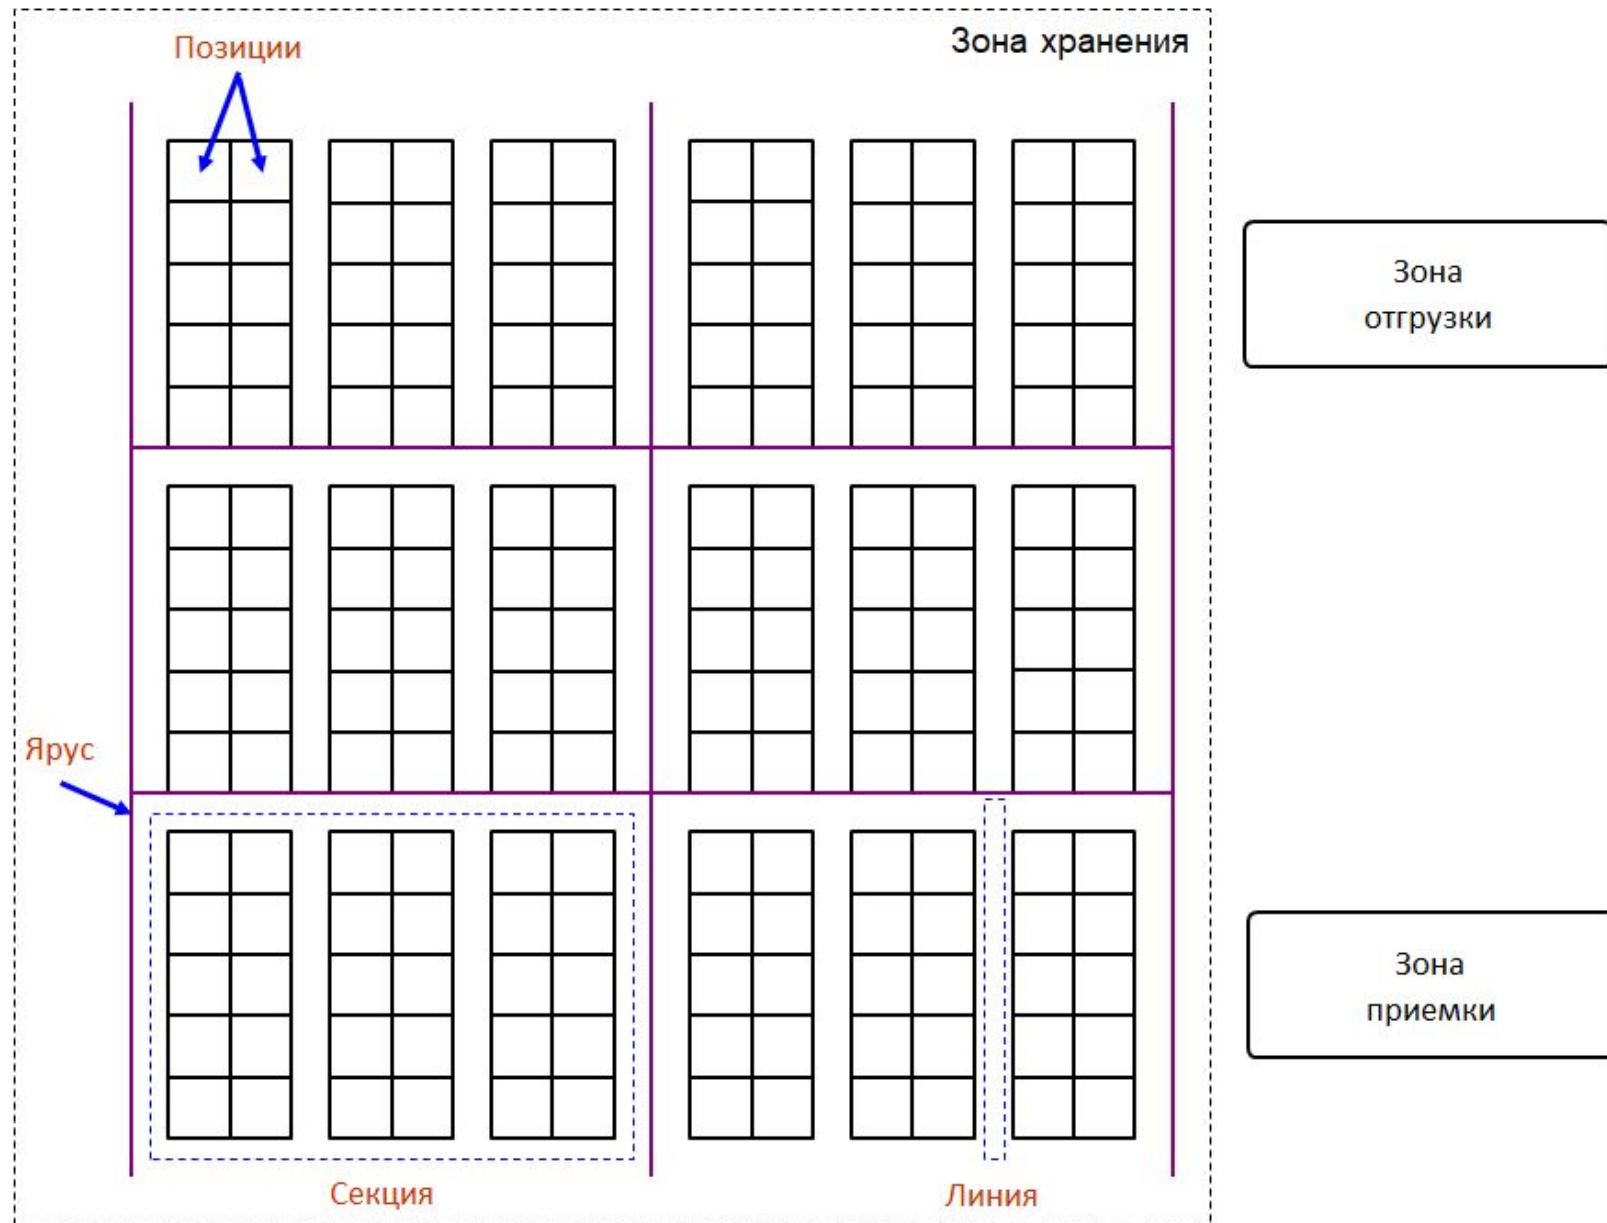 Позиции
Зона хранения
Зона
отгрузки
Ярус
Зона
приемки
Секция
Линия